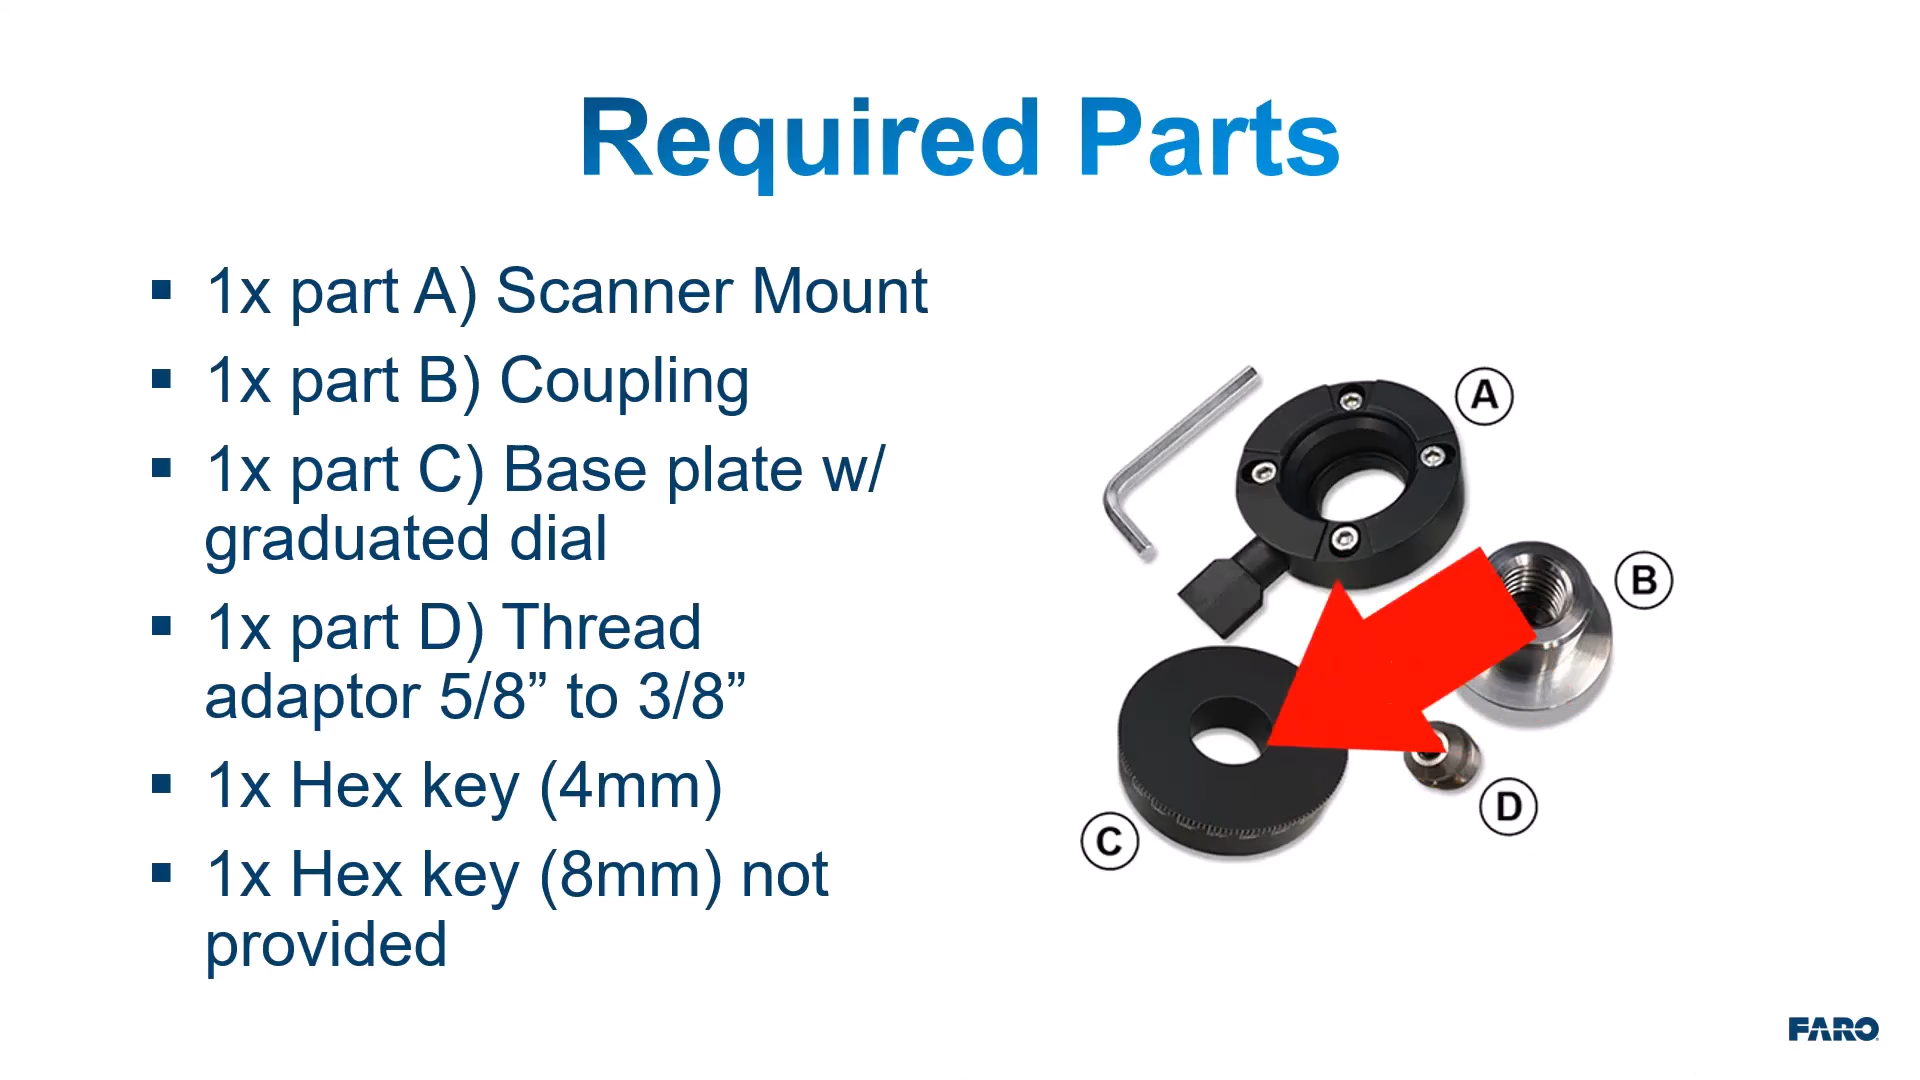 Required Parts
▪ 1x part A) Scanner Mount
▪ 1x part B) Coupling
▪ 1x part C) Base plate w/
graduated dial
▪ 1x part D) Thread
adaptor 5/8” to 3/8”
▪ 1x Hex key (4mm)
▪ 1x Hex key (8mm) not
provided
A
B
D
C
FARO